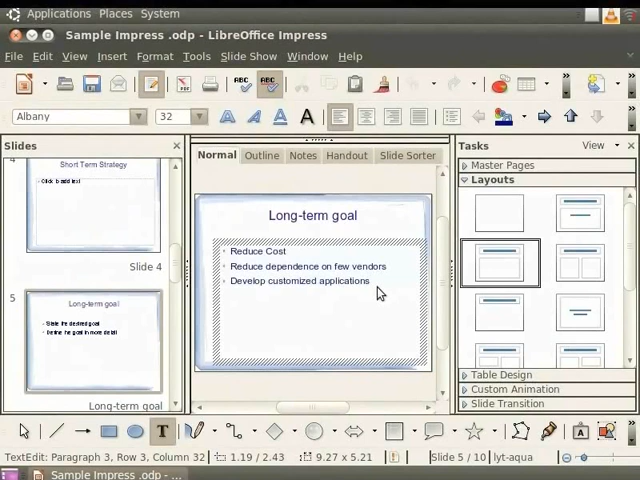 Applications Places System
Sample Impress .odp - LibreOffice Impress
File Edit View Insert Format Tools Slide Show Window Help
ABC ABC
Albany 32 A A A A
Slides
Normal Outline Notes Handout Slide Sorter
Tasks View
Master Pages
Layouts
4
Short Term Strategy
Click to add text
Slide 4
5
Long-term goal
State the desired goal
Define the goal in more detail
Long-term goal
Long-term goal
Reduce Cost
Reduce dependence on few vendors
Develop customized applications
Table Design
Custom Animation
Slide Transition
T A
TextEdit: Paragraph 3, Row 3, Column 32 1.19 / 2.43 9.27 x 5.21 Slide 5 / 10 lyt-aqua
Sample Impress .odp - ...